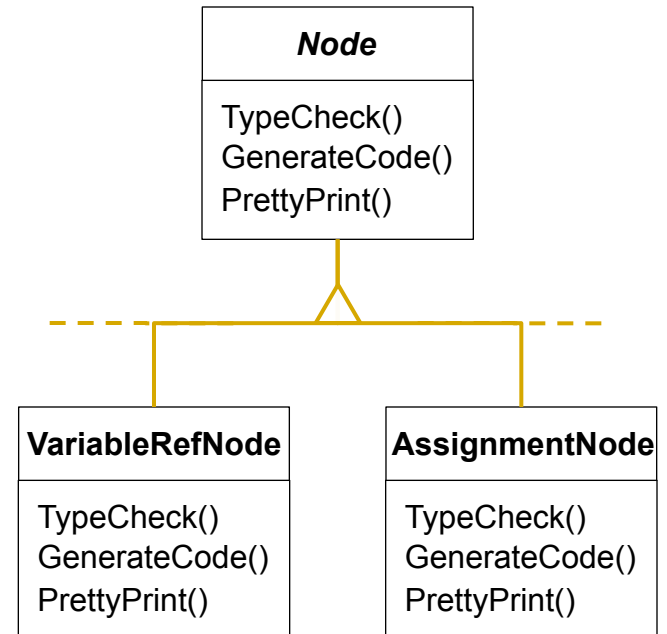 Node
TypeCheck()
GenerateCode()
PrettyPrint()
VariableRefNode
TypeCheck()
GenerateCode()
PrettyPrint()
AssignmentNode
TypeCheck()
GenerateCode()
PrettyPrint()